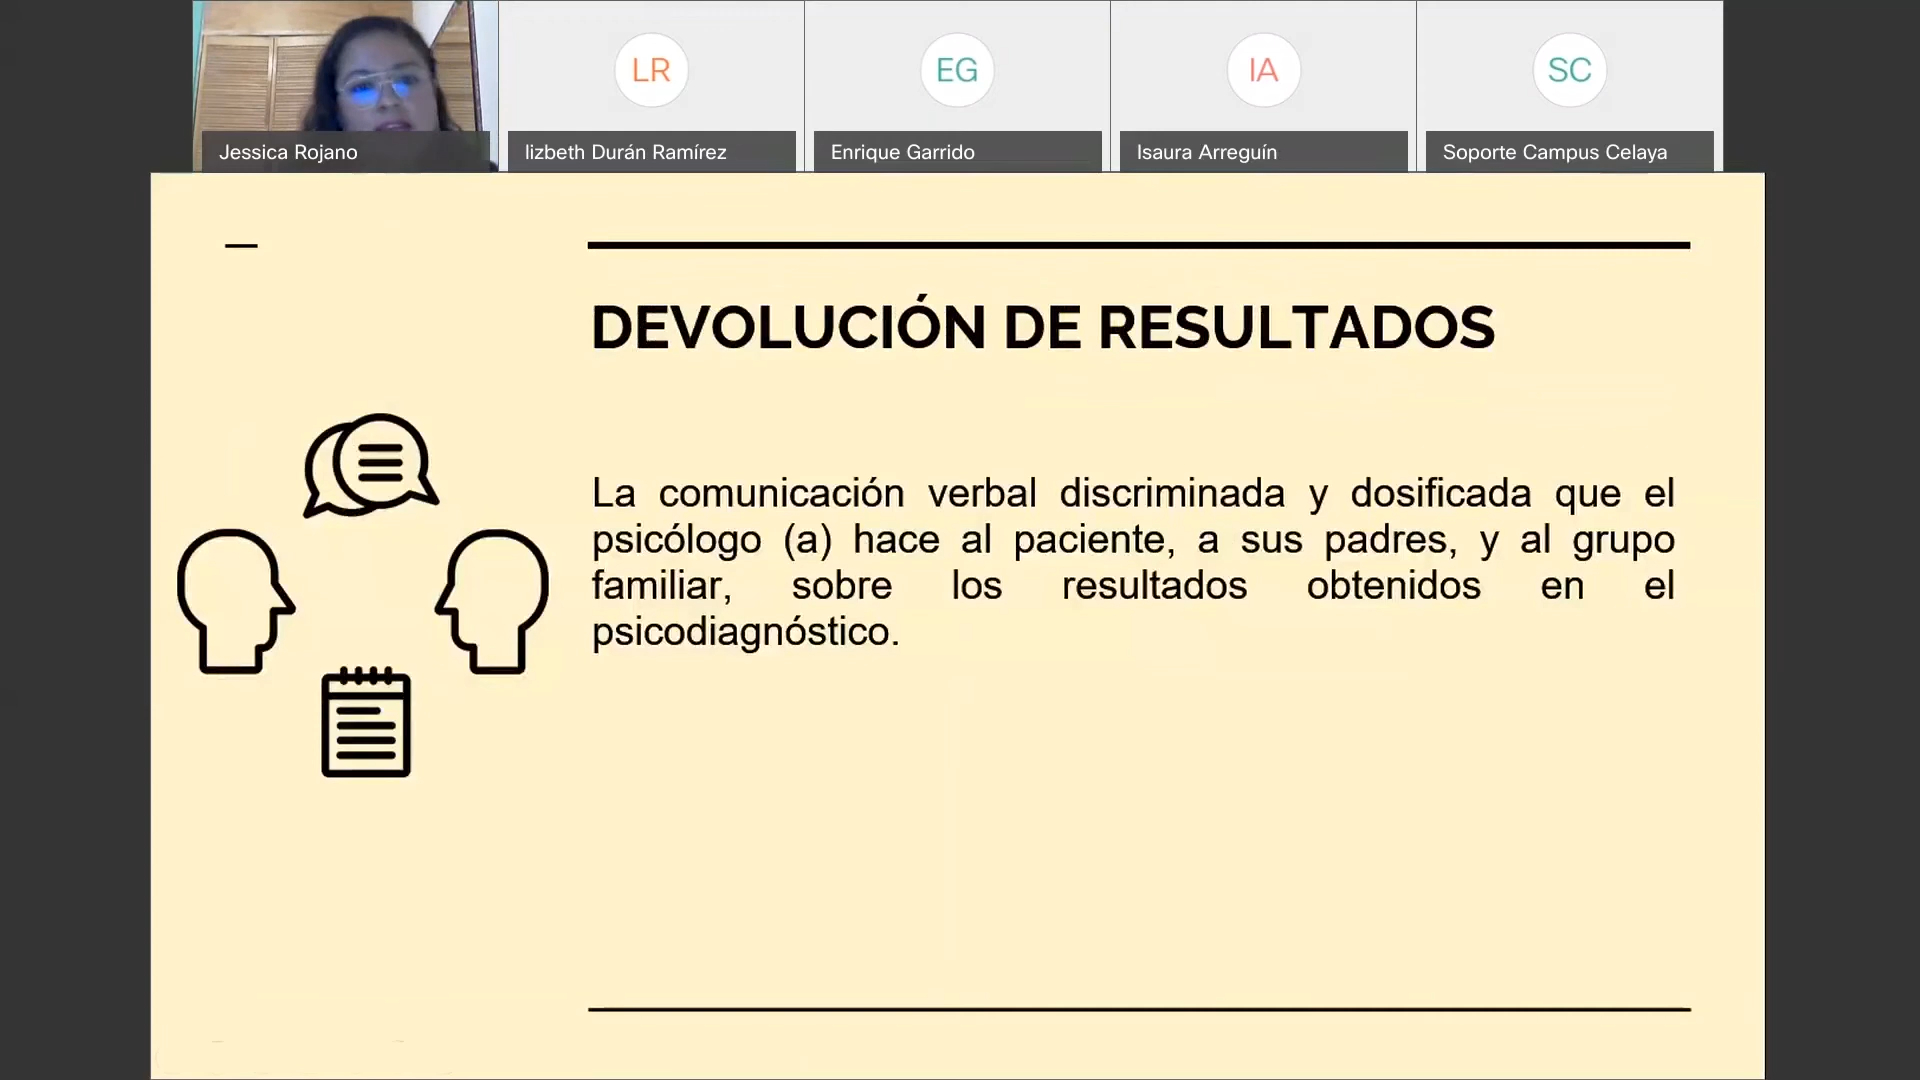 LR
EG
IA
SC
Jessica Rojano
lizbeth Durán Ramírez
Enrique Garrido
Isaura Arreguín
Soporte Campus Celaya
DEVOLUCIÓN DE RESULTADOS
La comunicación verbal discriminada y dosificada que el
psicólogo (a) hace al paciente, a sus padres, y al grupo
familiar, sobre los resultados obtenidos en el
psicodiagnóstico.